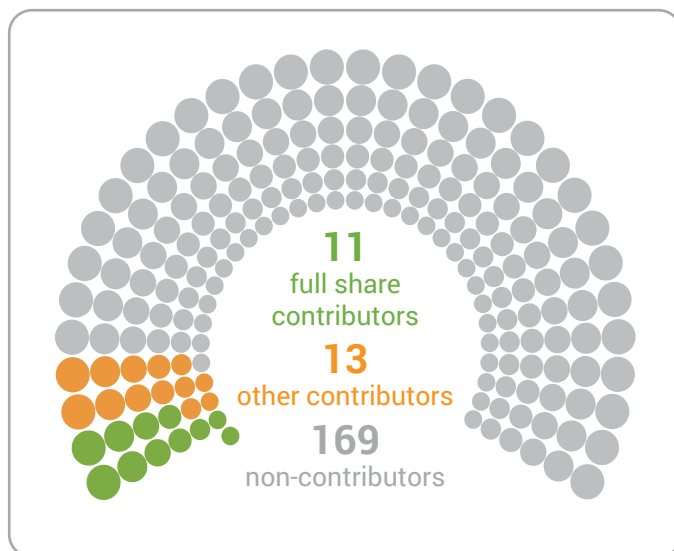 11
full share
contributors
13
other contributors
169
non-contributors